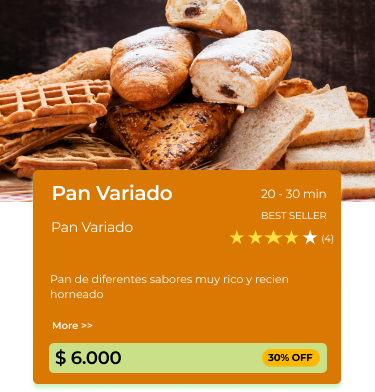 Pan Variado
20 - 30 min
BEST SELLER
Pan Variado
(4)
Pan de diferentes sabores muy rico y recien
horneado
More >>
$ 6.000
30% OFF